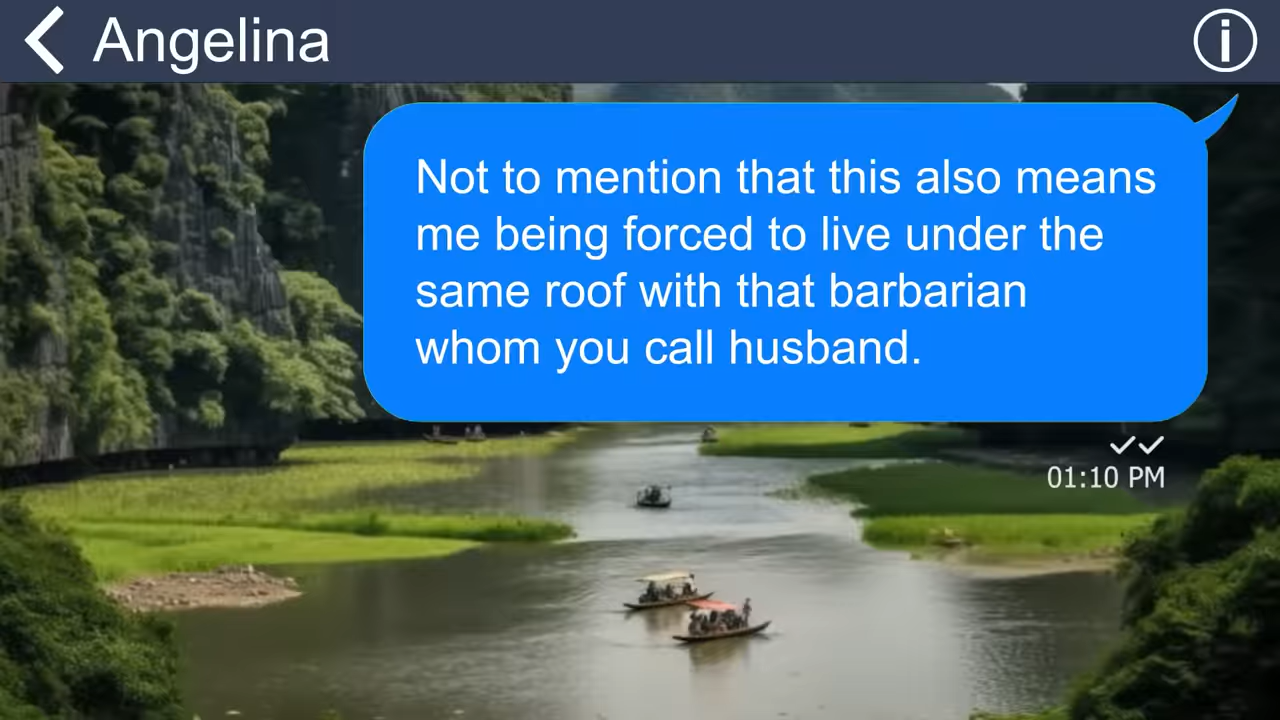 Angelina
Not to mention that this also means
me being forced to live under the
same roof with that barbarian
whom you call husband.
01:10 PM